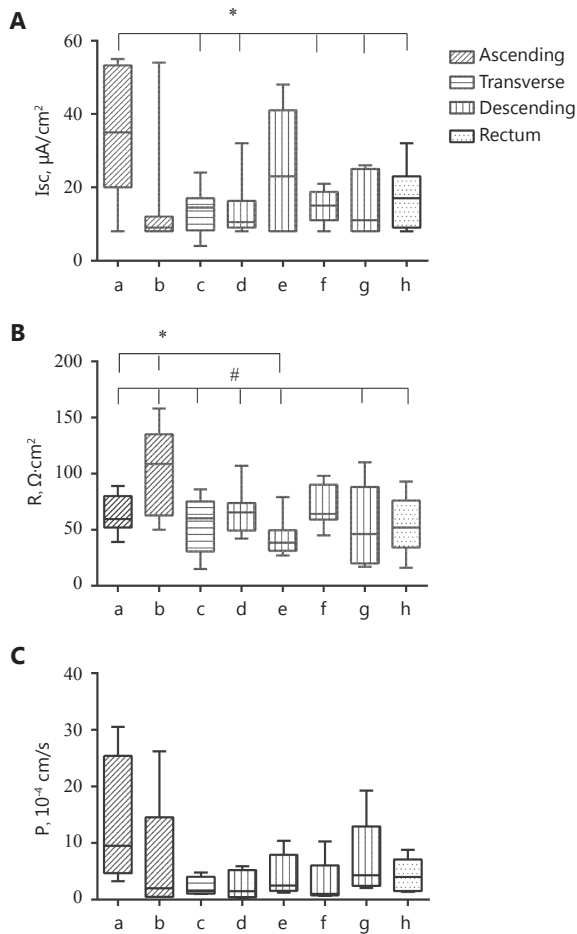 A
*
60
40
20
0
Isc, µA/cm²
a b c d e f g h
Ascending
Transverse
Descending
Rectum
B
*
#
200
150
100
50
0
R, Ω·cm²
a b c d e f g h
C
40
30
20
10
0
P, 10⁻⁴ cm/s
a b c d e f g h